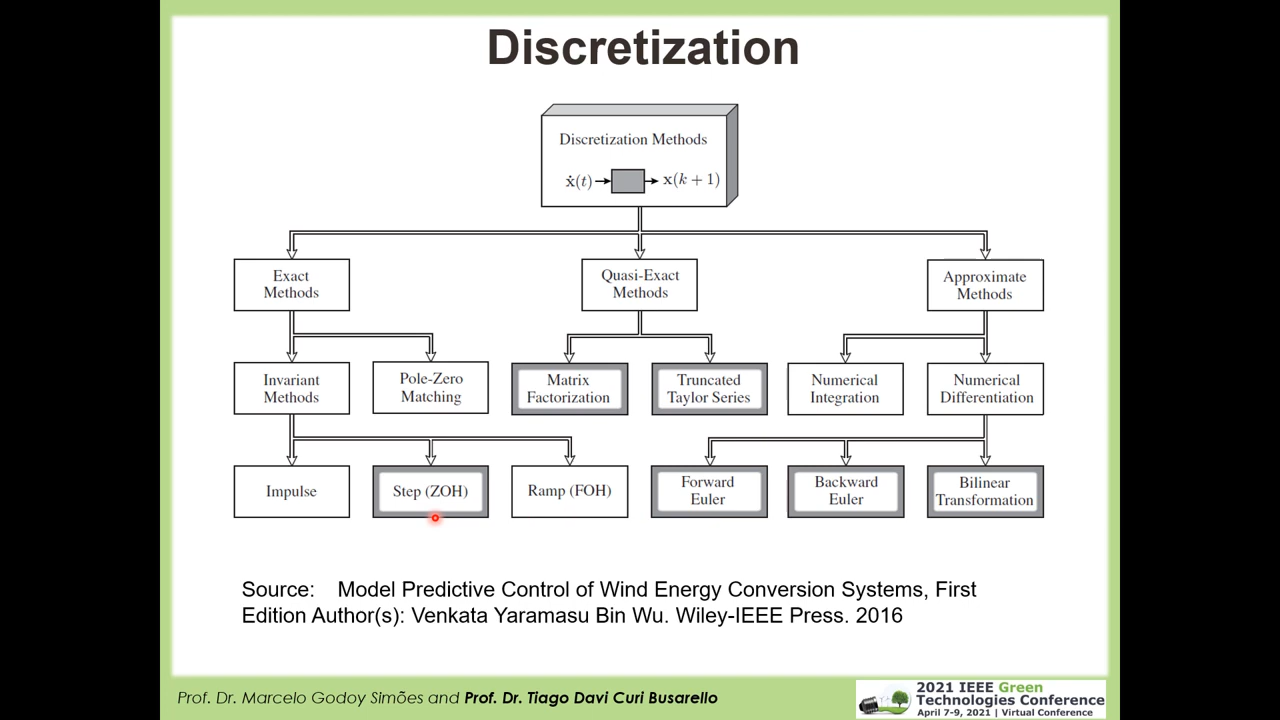 Discretization
Discretization Methods
ẋ(t) x(k + 1)
Exact
Methods
Quasi-Exact
Methods
Approximate
Methods
Invariant
Methods
Pole-Zero
Matching
Matrix
Factorization
Truncated
Taylor Series
Numerical
Integration
Numerical
Differentiation
Impulse
Step (ZOH)
Ramp (FOH)
Forward
Euler
Backward
Euler
Bilinear
Transformation
Source: Model Predictive Control of Wind Energy Conversion Systems, First
Edition Author(s): Venkata Yaramasu Bin Wu. Wiley-IEEE Press. 2016
Prof. Dr. Marcelo Godoy Simões and Prof. Dr. Tiago Davi Curi Busarello
2021 IEEE Green
Technologies Conference
April 7-9, 2021 | Virtual Conference